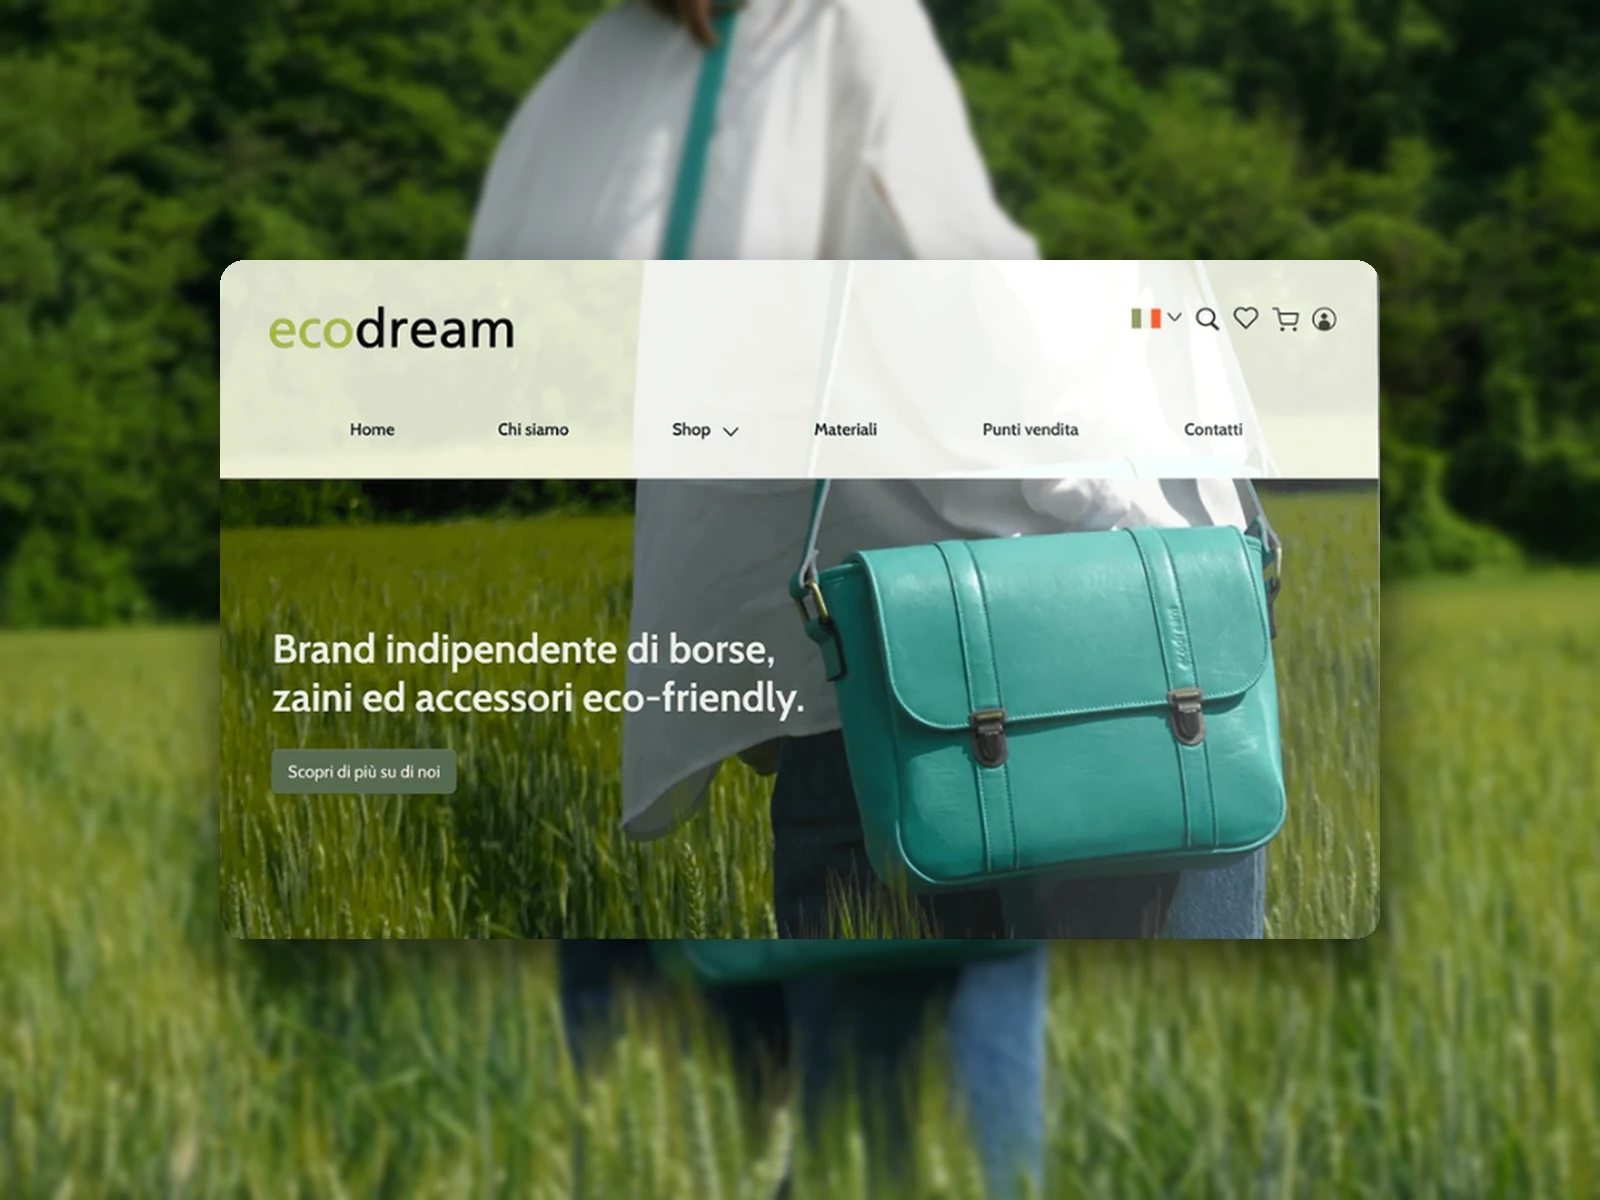 ecodream
Home Chi siamo Shop Materiali Punti vendita Contatti
Brand indipendente di borse,
zaini ed accessori eco-friendly.
Scopri di più su di noi
ecodream